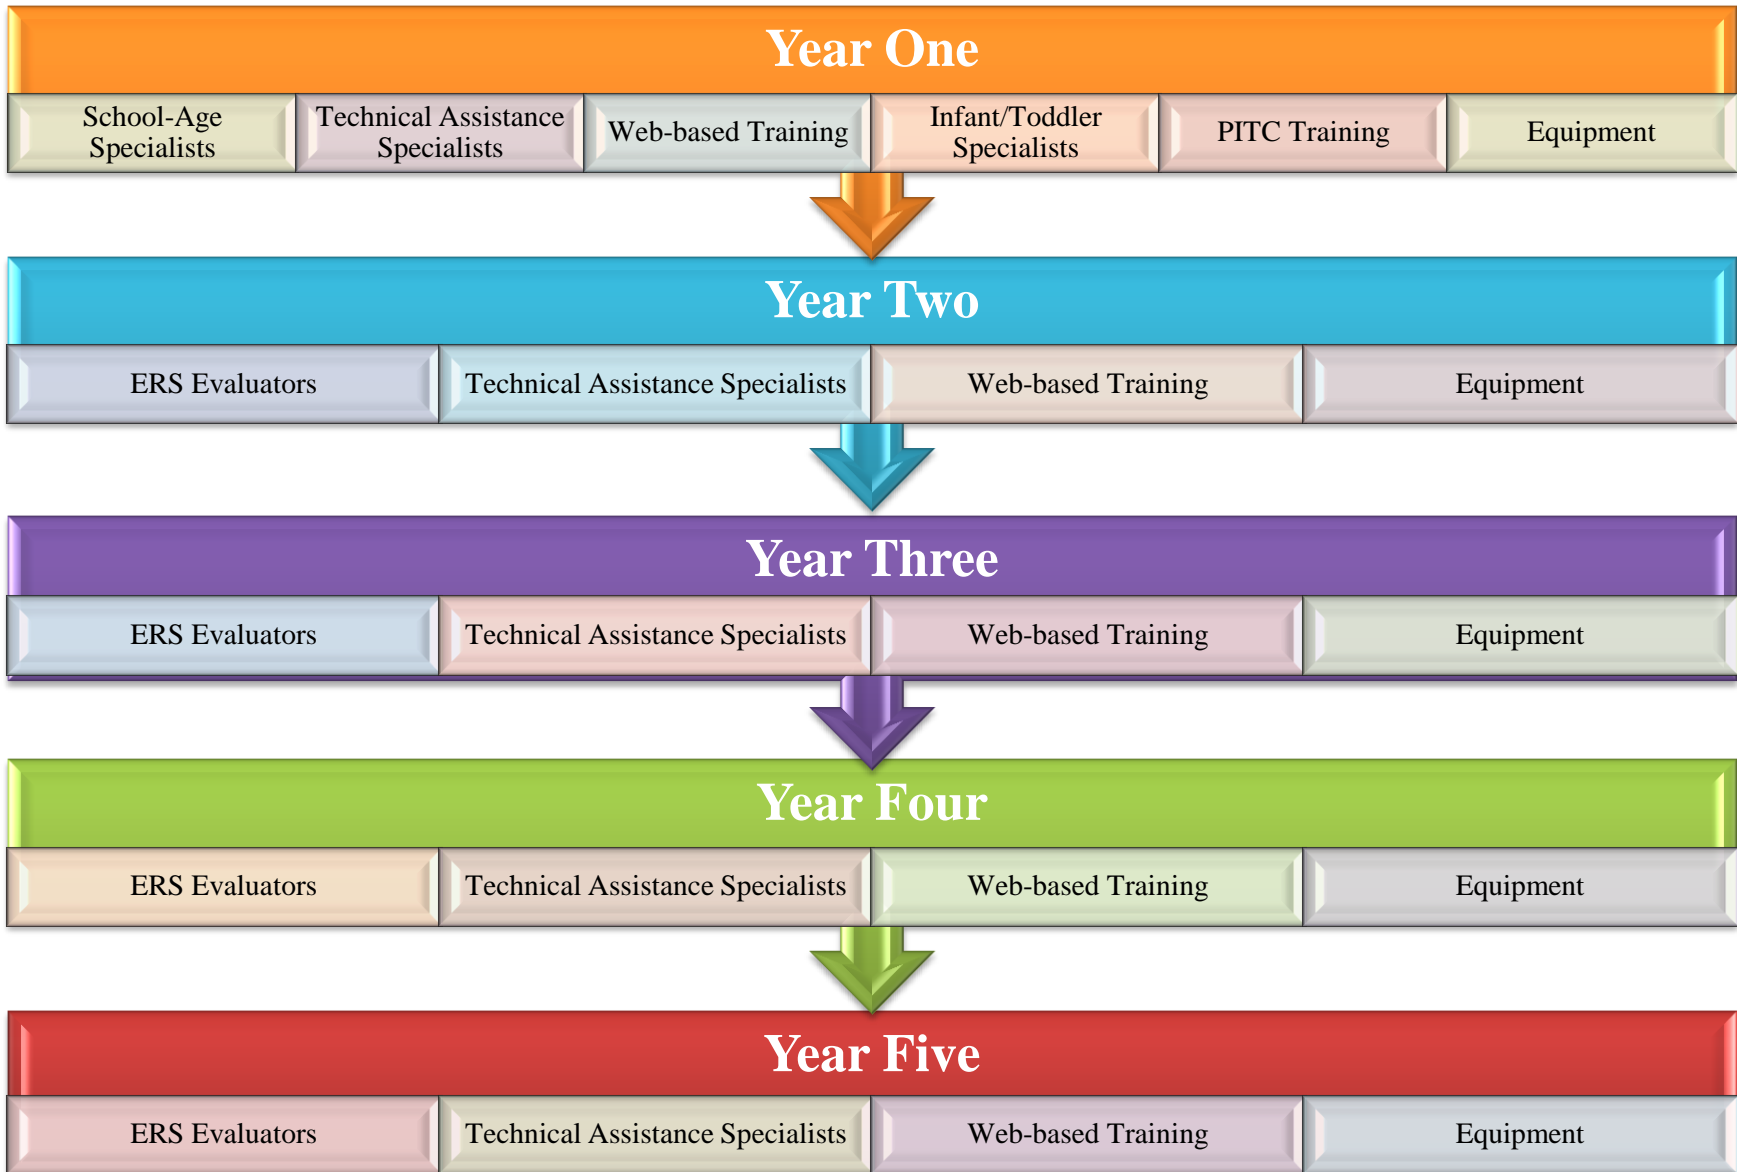 Year One
School-Age
Specialists
Technical Assistance
Specialists
Web-based Training
Infant/Toddler
Specialists
PITC Training
Equipment
Year Two
ERS Evaluators
Technical Assistance Specialists
Web-based Training
Equipment
Year Three
ERS Evaluators
Technical Assistance Specialists
Web-based Training
Equipment
Year Four
ERS Evaluators
Technical Assistance Specialists
Web-based Training
Equipment
Year Five
ERS Evaluators
Technical Assistance Specialists
Web-based Training
Equipment